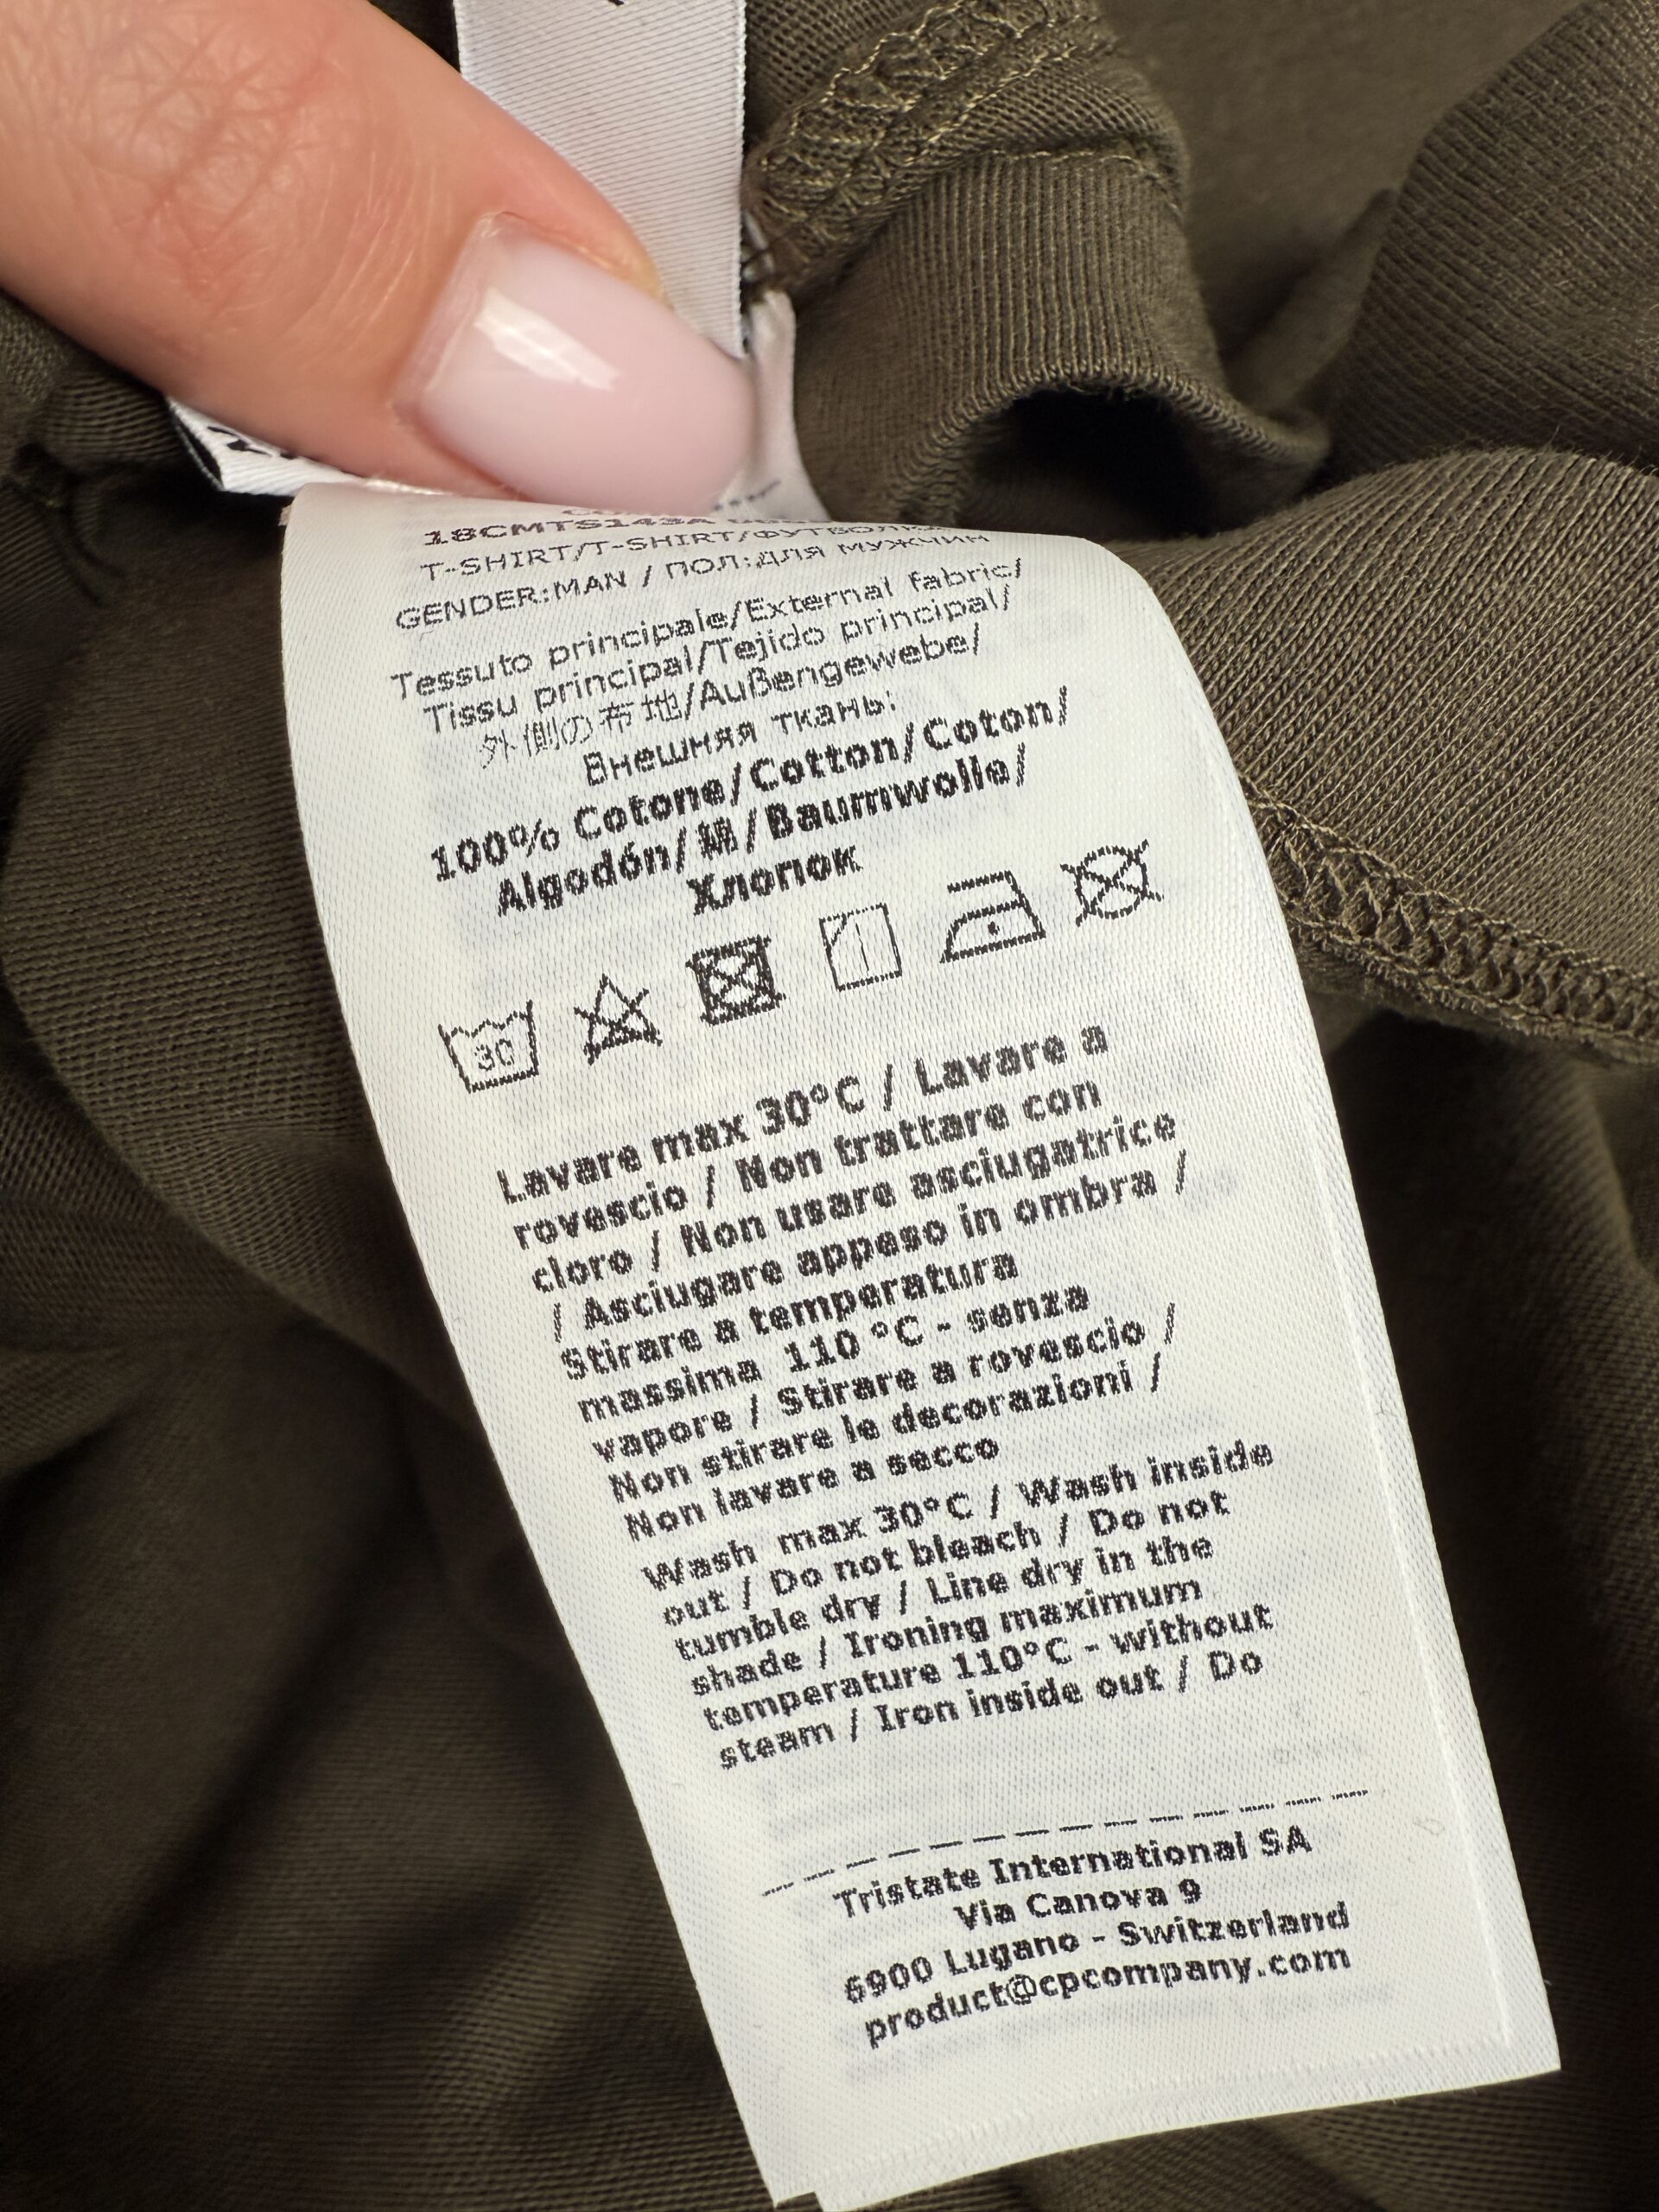 18CMTS143A
T-SHIRT/T-SHIRT/ФУТБОЛКА
GENDER:MAN / ПОЛ:ДЛЯ МУЖЧИН
Tessuto principale/External fabric/
Tissu principal/Tejido principal/
外側の布地/Außengewebe/
Внешняя ткань:
100% Cotone/Cotton/Coton/
Algodón/綿/Baumwolle/
Хлопок
30
Lavare max 30°C / Lavare a
rovescio / Non trattare con
cloro / Non usare asciugatrice
/ Asciugare appeso in ombra /
Stirare a temperatura
massima 110 °C - senza
vapore / Stirare a rovescio /
Non stirare le decorazioni /
Non lavare a secco
Wash max 30°C / Wash inside
out / Do not bleach / Do not
tumble dry / Line dry in the
shade / Ironing maximum
temperature 110°C - without
steam / Iron inside out / Do
Tristate International SA
Via Canova 9
6900 Lugano - Switzerland
product@cpcompany.com